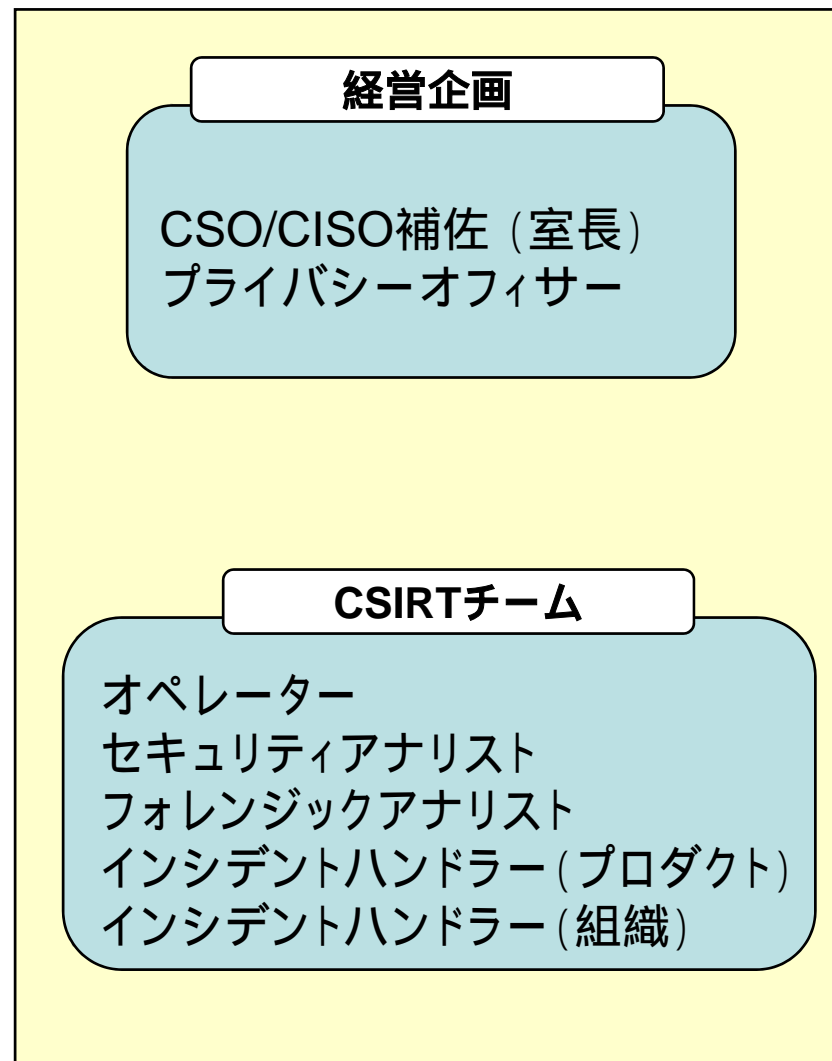 経営企画
CSO/CISO補佐（室長）
プライバシーオフィサー
CSIRTチーム
オペレーター
セキュリティアナリスト
フォレンジックアナリスト
インシデントハンドラー（プロダクト）
インシデントハンドラー（組織）